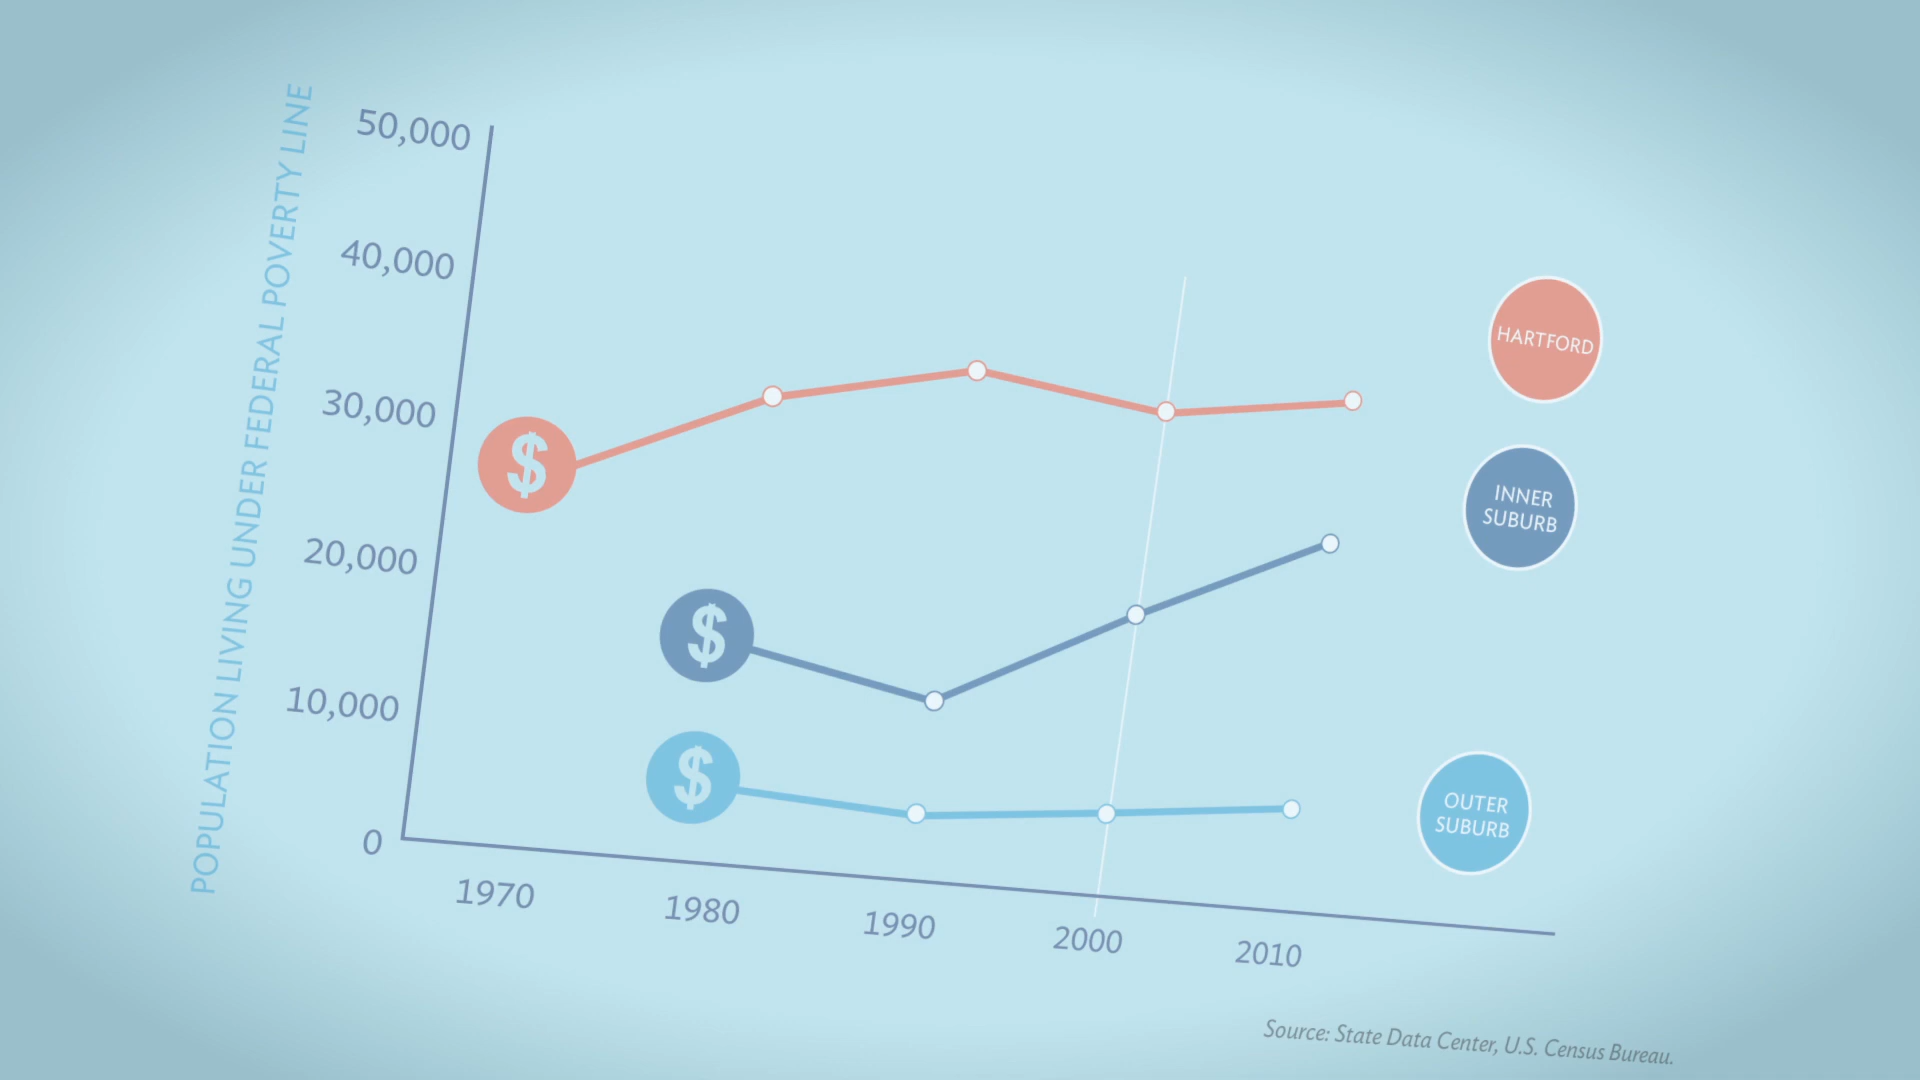 POPULATION LIVING UNDER FEDERAL POVERTY LINE
50,000
40,000
30,000
20,000
10,000
0
1970
1980
1990
2000
2010
$
$
$
HARTFORD
INNER
SUBURB
OUTER
SUBURB
Source: State Data Center, U.S. Census Bureau.